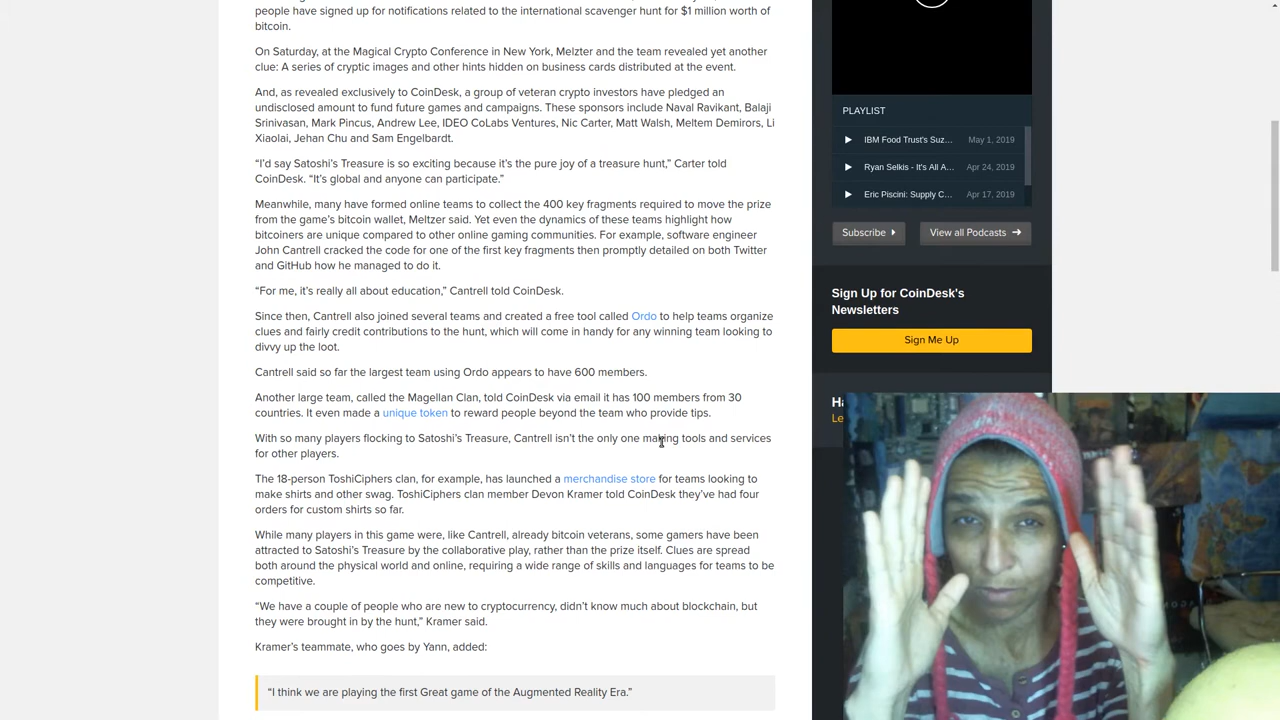 people have signed up for notifications related to the international scavenger hunt for $1 million worth of
bitcoin.
On Saturday, at the Magical Crypto Conference in New York, Melzter and the team revealed yet another
clue: A series of cryptic images and other hints hidden on business cards distributed at the event.
And, as revealed exclusively to CoinDesk, a group of veteran crypto investors have pledged an
undisclosed amount to fund future games and campaigns. These sponsors include Naval Ravikant, Balaji
Srinivasan, Mark Pincus, Andrew Lee, IDEO CoLabs Ventures, Nic Carter, Matt Walsh, Meltem Demirors, Li
Xiaolai, Jehan Chu and Sam Engelbardt.
“I’d say Satoshi’s Treasure is so exciting because it’s the pure joy of a treasure hunt,” Carter told
CoinDesk. “It’s global and anyone can participate.”
Meanwhile, many have formed online teams to collect the 400 key fragments required to move the prize
from the game’s bitcoin wallet, Meltzer said. Yet even the dynamics of these teams highlight how
bitcoiners are unique compared to other online gaming communities. For example, software engineer
John Cantrell cracked the code for one of the first key fragments then promptly detailed on both Twitter
and GitHub how he managed to do it.
“For me, it’s really all about education,” Cantrell told CoinDesk.
Since then, Cantrell also joined several teams and created a free tool called Ordo to help teams organize
clues and fairly credit contributions to the hunt, which will come in handy for any winning team looking to
divvy up the loot.
Cantrell said so far the largest team using Ordo appears to have 600 members.
Another large team, called the Magellan Clan, told CoinDesk via email it has 100 members from 30
countries. It even made a unique token to reward people beyond the team who provide tips.
With so many players flocking to Satoshi’s Treasure, Cantrell isn’t the only one making tools and services
for other players.
The 18-person ToshiCiphers clan, for example, has launched a merchandise store for teams looking to
make shirts and other swag. ToshiCiphers clan member Devon Kramer told CoinDesk they’ve had four
orders for custom shirts so far.
While many players in this game were, like Cantrell, already bitcoin veterans, some gamers have been
attracted to Satoshi’s Treasure by the collaborative play, rather than the prize itself. Clues are spread
both around the physical world and online, requiring a wide range of skills and languages for teams to be
competitive.
“We have a couple of people who are new to cryptocurrency, didn’t know much about blockchain, but
they were brought in by the hunt,” Kramer said.
Kramer’s teammate, who goes by Yann, added:
“I think we are playing the first Great game of the Augmented Reality Era.”
PLAYLIST
IBM Food Trust’s Suz... May 1, 2019
Ryan Selkis - It’s All A... Apr 24, 2019
Eric Piscini: Supply C... Apr 17, 2019
Subscribe View all Podcasts
Sign Up for CoinDesk’s
Newsletters
Sign Me Up